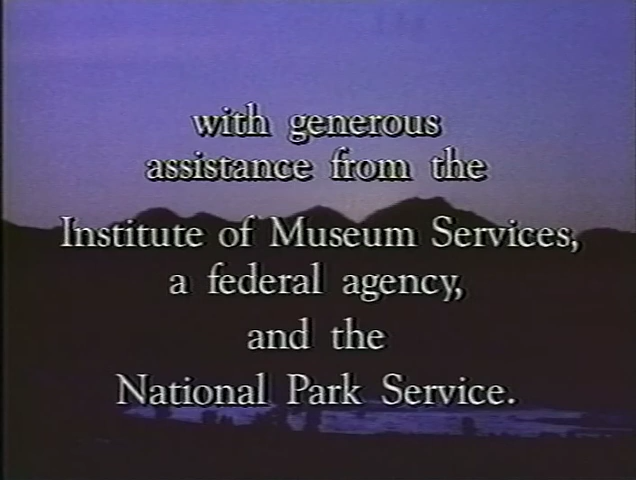 with generous
assistance from the
Institute of Museum Services,
a federal agency,
and the
National Park Service.